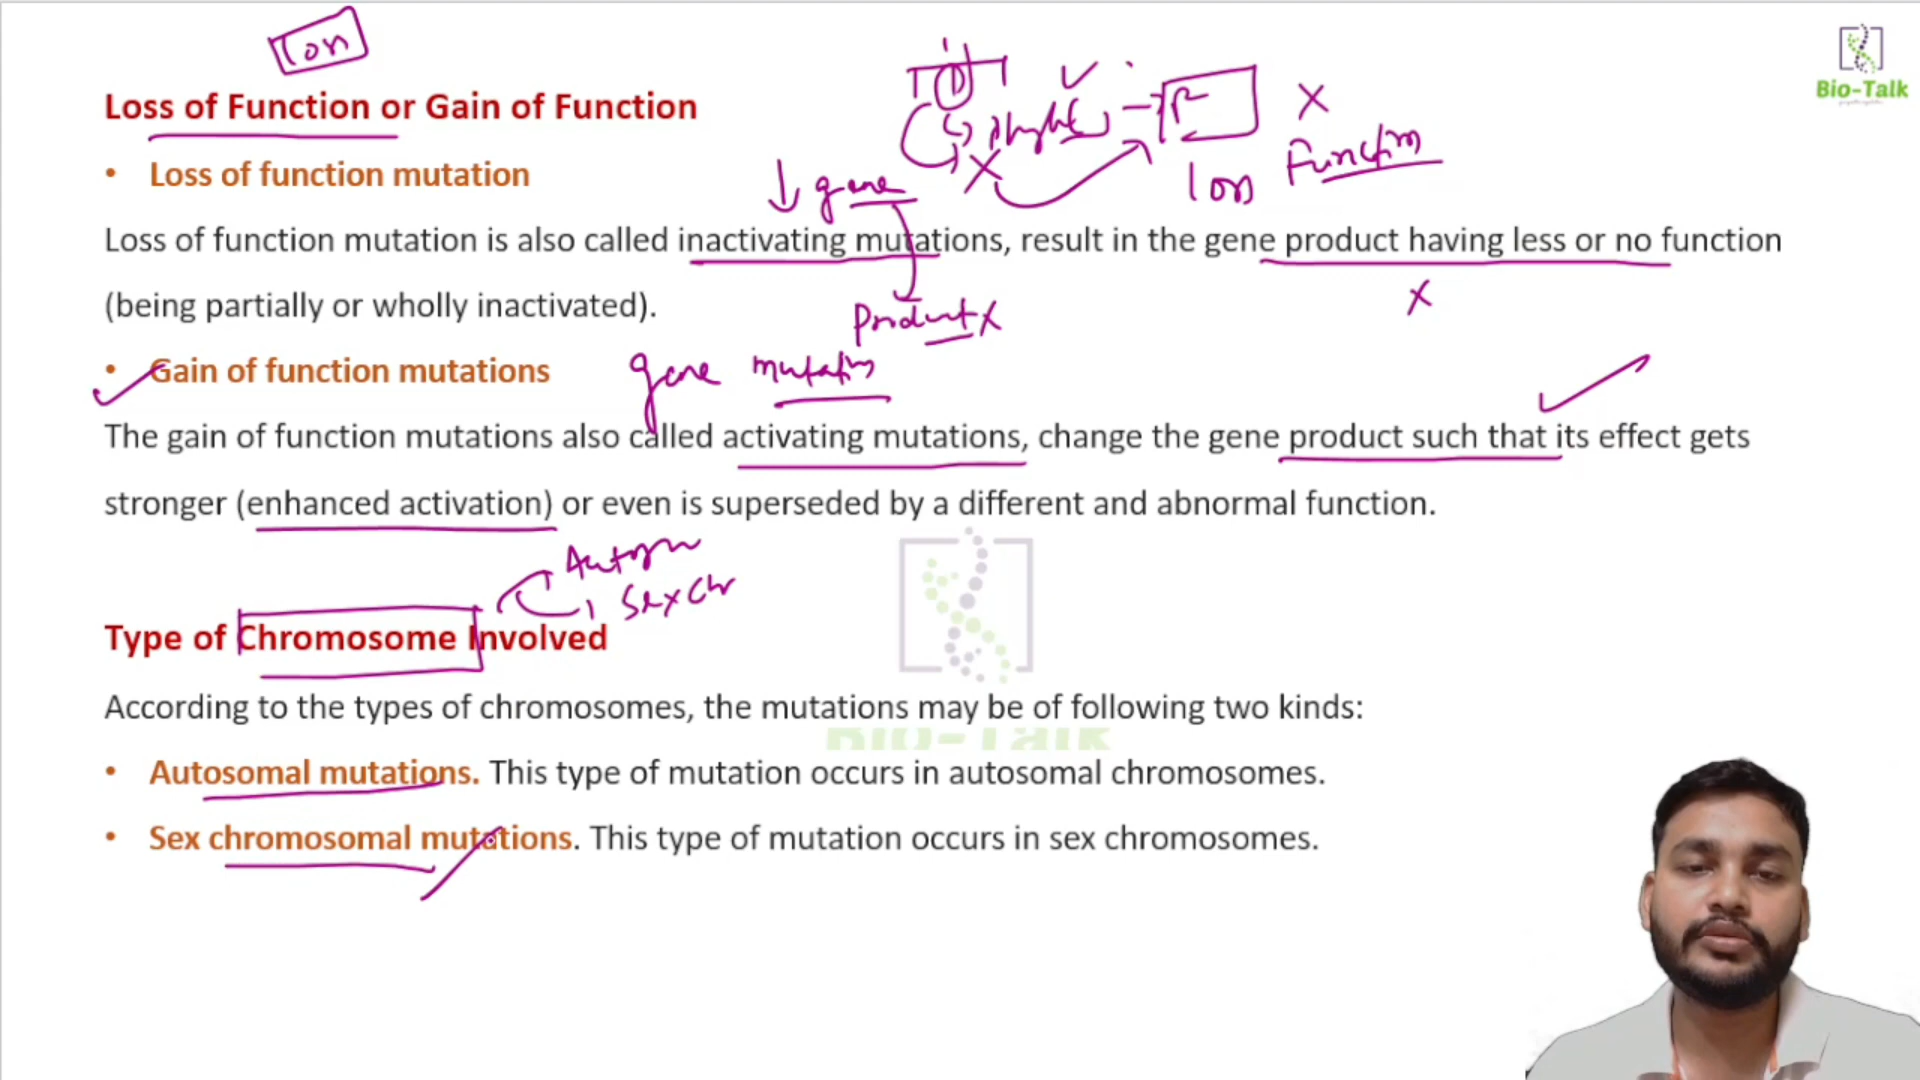 Loss
Bio-Talk
Loss of Function or Gain of Function
Function
• Loss of function mutation
gene
Loss
Loss of function mutation is also called inactivating mutations, result in the gene product having less or no function
(being partially or wholly inactivated).
Product X
X
• Gain of function mutations
gene mutation
The gain of function mutations also called activating mutations, change the gene product such that its effect gets
stronger (enhanced activation) or even is superseded by a different and abnormal function.
Sex Chr
Type of Chromosome Involved
According to the types of chromosomes, the mutations may be of following two kinds:
Bio-Talk
• Autosomal mutations. This type of mutation occurs in autosomal chromosomes.
• Sex chromosomal mutations. This type of mutation occurs in sex chromosomes.